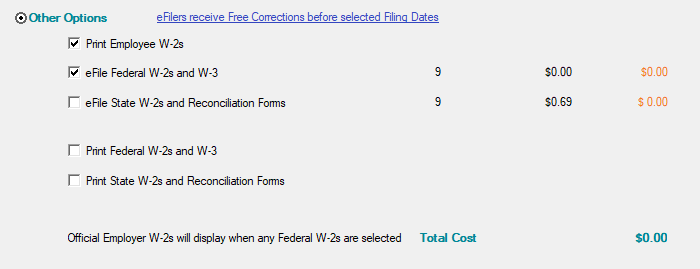 Other Options eFilers receive Free Corrections before selected Filing Dates
Print Employee W-2s
eFile Federal W-2s and W-3 9 $0.00 $0.00
eFile State W-2s and Reconciliation Forms 9 $0.69 $ 0.00
Print Federal W-2s and W-3
Print State W-2s and Reconciliation Forms
Official Employer W-2s will display when any Federal W-2s are selected Total Cost $0.00